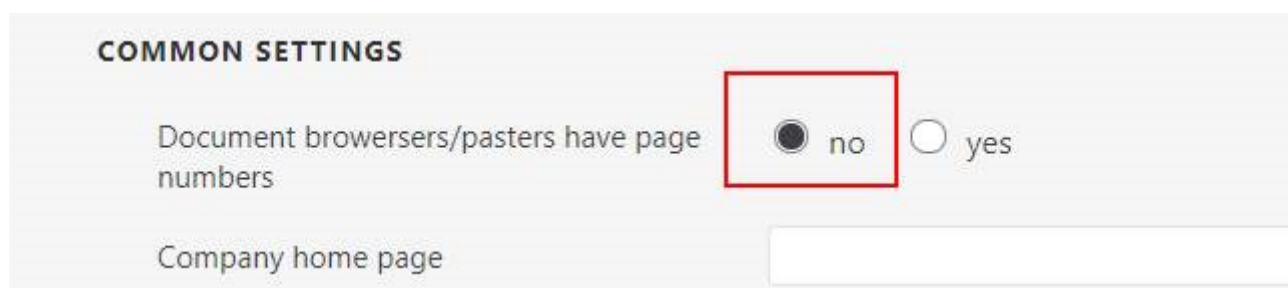 COMMON SETTINGS
Document browersers/pasters have page numbers
no yes
Company home page